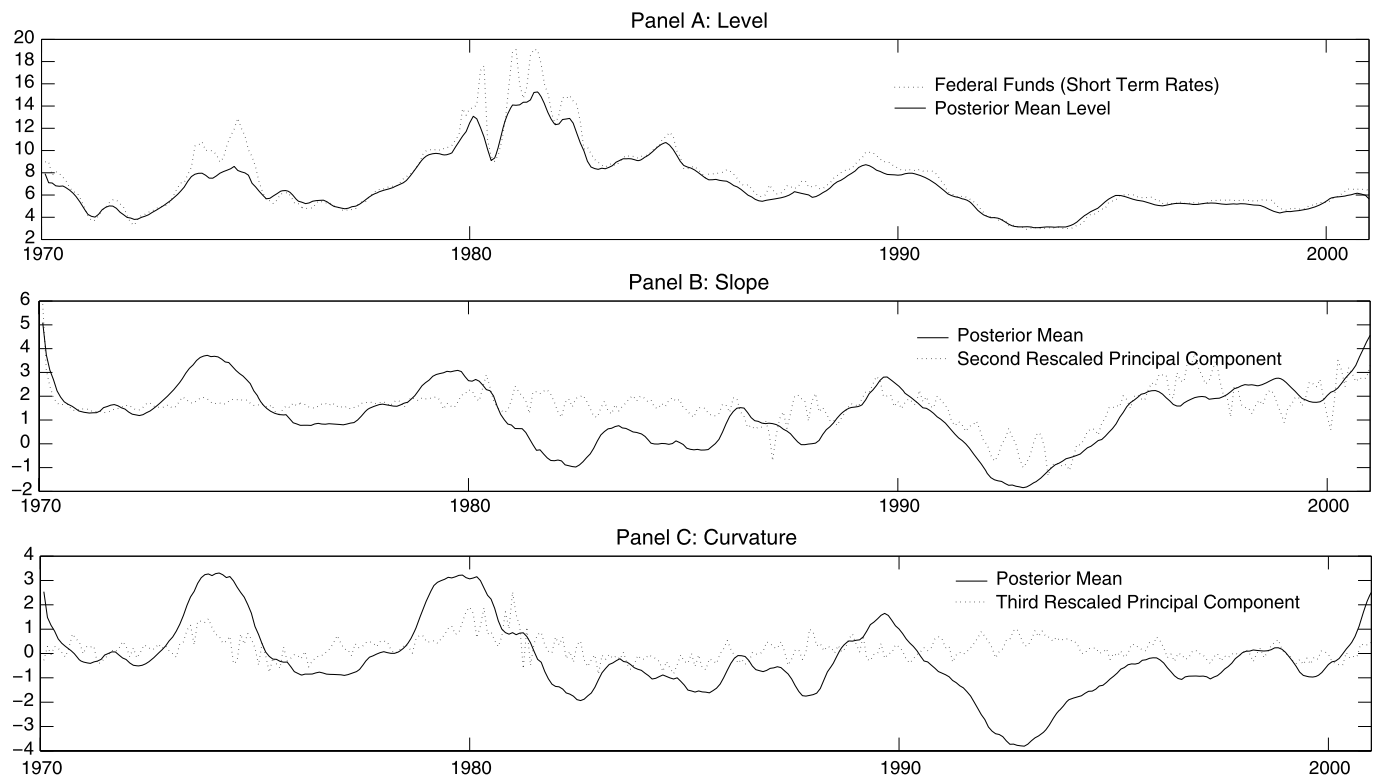 Panel A: Level
20
18
16
14
12
10
8
6
4
2
Federal Funds (Short Term Rates)
Posterior Mean Level
1970 1980 1990 2000
Panel B: Slope
6
5
4
3
2
1
0
−1
−2
Posterior Mean
Second Rescaled Principal Component
1970 1980 1990 2000
Panel C: Curvature
4
3
2
1
0
−1
−2
−3
−4
Posterior Mean
Third Rescaled Principal Component
1970 1980 1990 2000